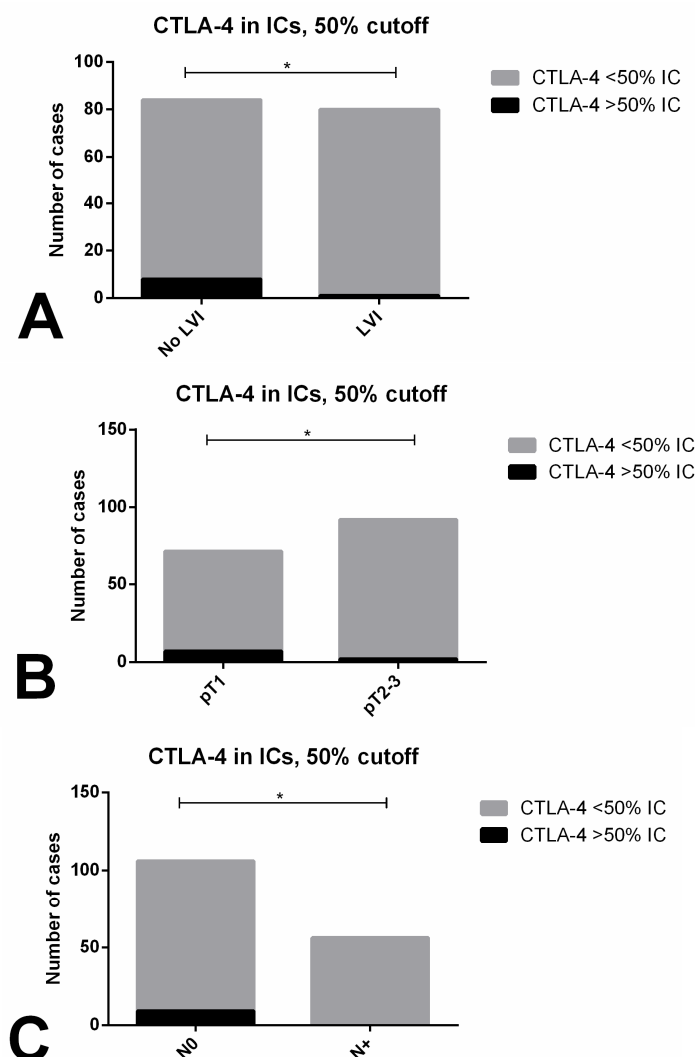 CTLA-4 in ICs, 50% cutoff
*
CTLA-4 <50% IC
CTLA-4 >50% IC
Number of cases
100
80
60
40
20
0
No LVI
LVI
A
CTLA-4 in ICs, 50% cutoff
*
CTLA-4 <50% IC
CTLA-4 >50% IC
Number of cases
150
100
50
0
pT1
pT2-3
B
CTLA-4 in ICs, 50% cutoff
*
CTLA-4 <50% IC
CTLA-4 >50% IC
Number of cases
150
100
50
0
N0
N+
C